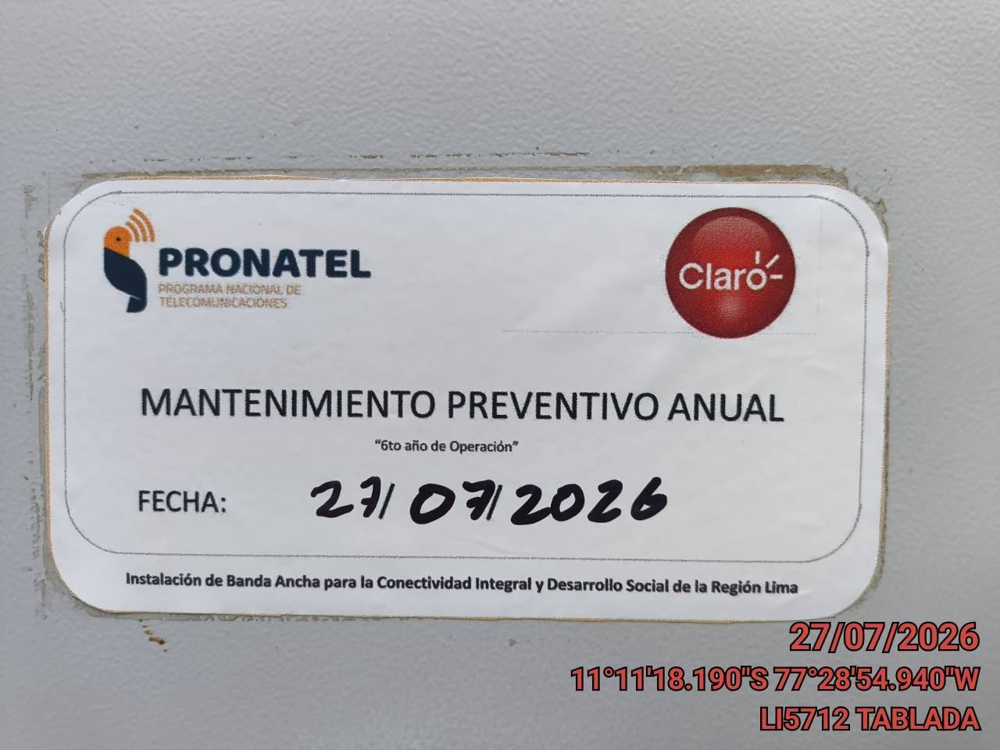 PRONATEL
PROGRAMA NACIONAL DE
TELECOMUNICACIONES
Claro
MANTENIMIENTO PREVENTIVO ANUAL
"6to año de Operación"
FECHA: 27/07/2026
Instalación de Banda Ancha para la Conectividad Integral y Desarrollo Social de la Región Lima
27/07/2026
11°11'18.190"S 77°28'54.940"W
LI5712 TABLADA